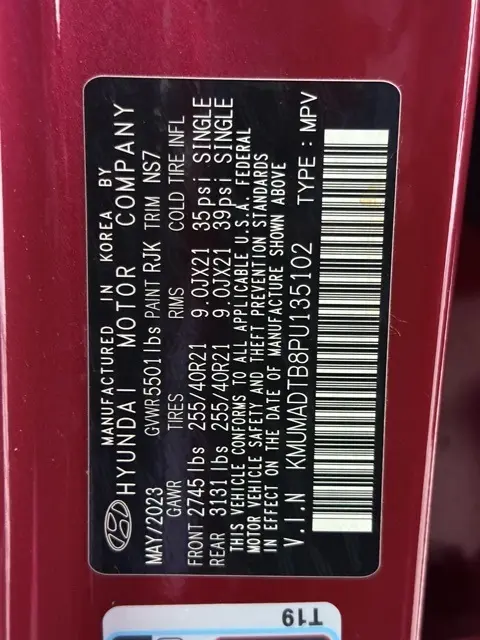 MANUFACTURED IN KOREA BY
HYUNDAI MOTOR COMPANY
MAY/2023 GVWR5501lbs PAINT RJK TRIM NS7
GAWR TIRES RIMS COLD TIRE INFL
FRONT 2745lbs 255/40R21 9.0JX21 35psi SINGLE
REAR 3131lbs 255/40R21 9.0JX21 39psi SINGLE
THIS VEHICLE CONFORMS TO ALL APPLICABLE U.S.A. FEDERAL
MOTOR VEHICLE SAFETY AND THEFT PREVENTION STANDARDS
IN EFFECT ON THE DATE OF MANUFACTURE SHOWN ABOVE
V.I.N KMUMADTB8PU135102 TYPE : MPV
T19